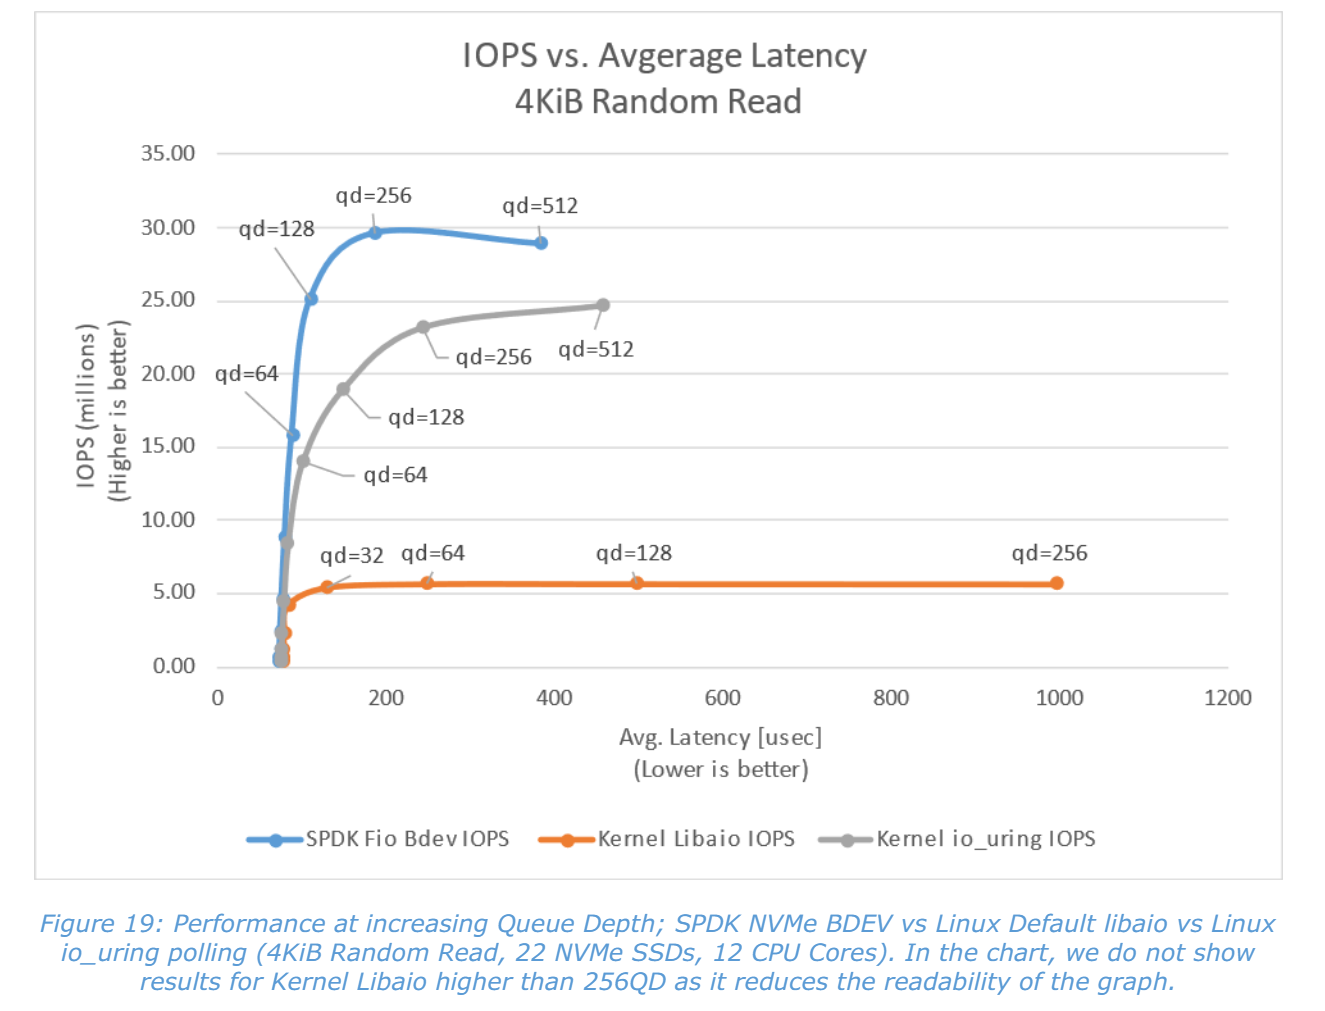 IOPS vs. Avgerage Latency
4KiB Random Read
35.00
30.00
25.00
20.00
15.00
10.00
5.00
0.00
IOPS (millions)
(Higher is better)
qd=256
qd=512
qd=128
qd=64
qd=256
qd=512
qd=128
qd=64
qd=32
qd=64
qd=128
qd=256
0
200
400
600
800
1000
1200
Avg. Latency [usec]
(Lower is better)
SPDK Fio Bdev IOPS
Kernel Libaio IOPS
Kernel io_uring IOPS
Figure 19: Performance at increasing Queue Depth; SPDK NVMe BDEV vs Linux Default libaio vs Linux
io_uring polling (4KiB Random Read, 22 NVMe SSDs, 12 CPU Cores). In the chart, we do not show
results for Kernel Libaio higher than 256QD as it reduces the readability of the graph.